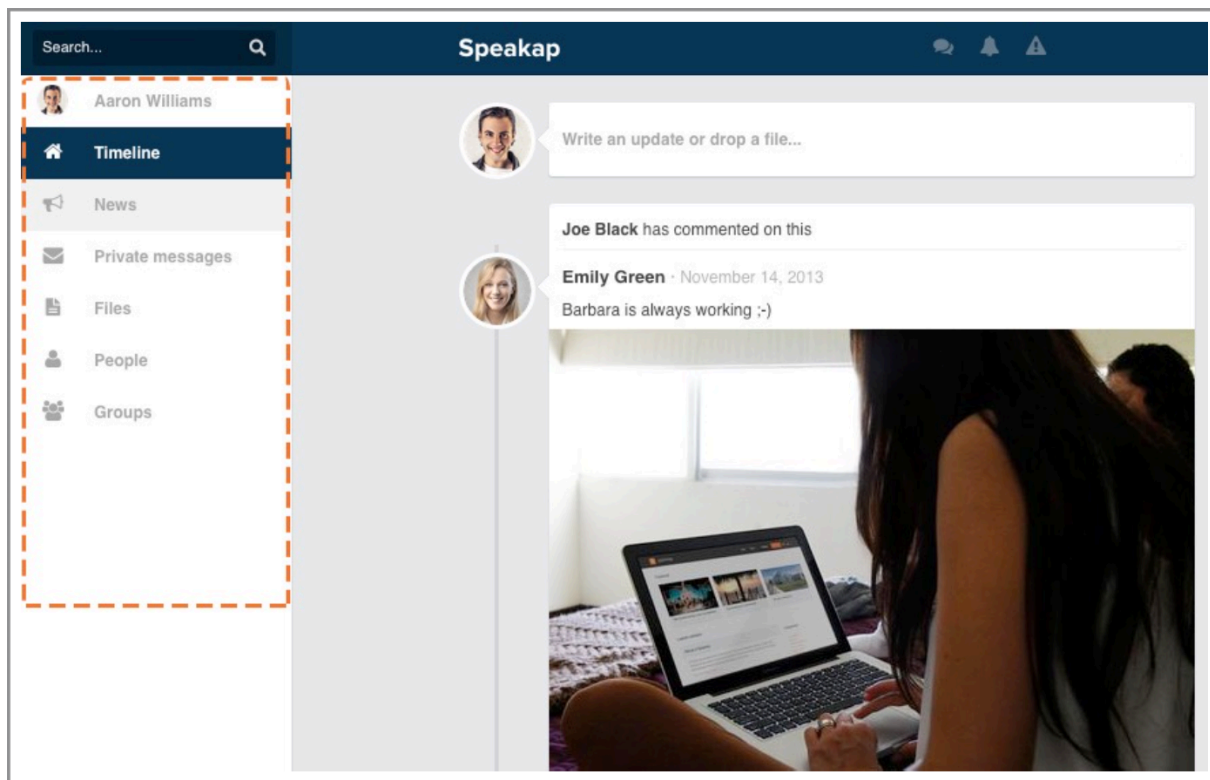 Search...
Speakap
Aaron Williams
Timeline
News
Private messages
Files
People
Groups
Write an update or drop a file...
Joe Black has commented on this
Emily Green · November 14, 2013
Barbara is always working ;-)